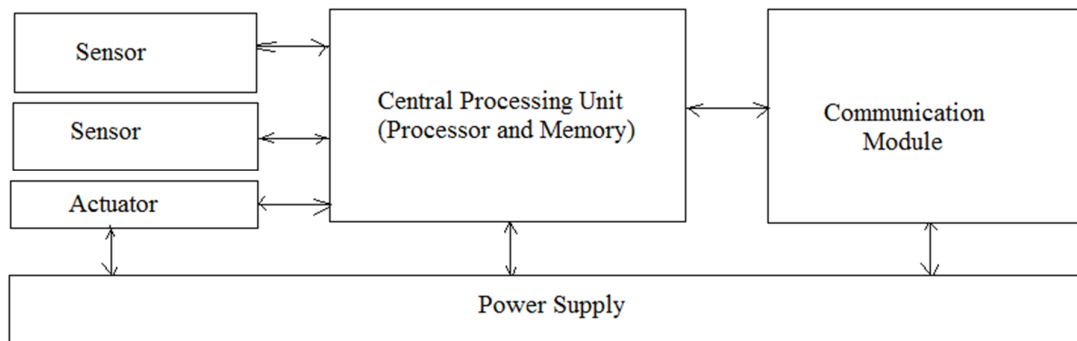 Sensor
Sensor
Actuator
Central Processing Unit
(Processor and Memory)
Communication
Module
Power Supply